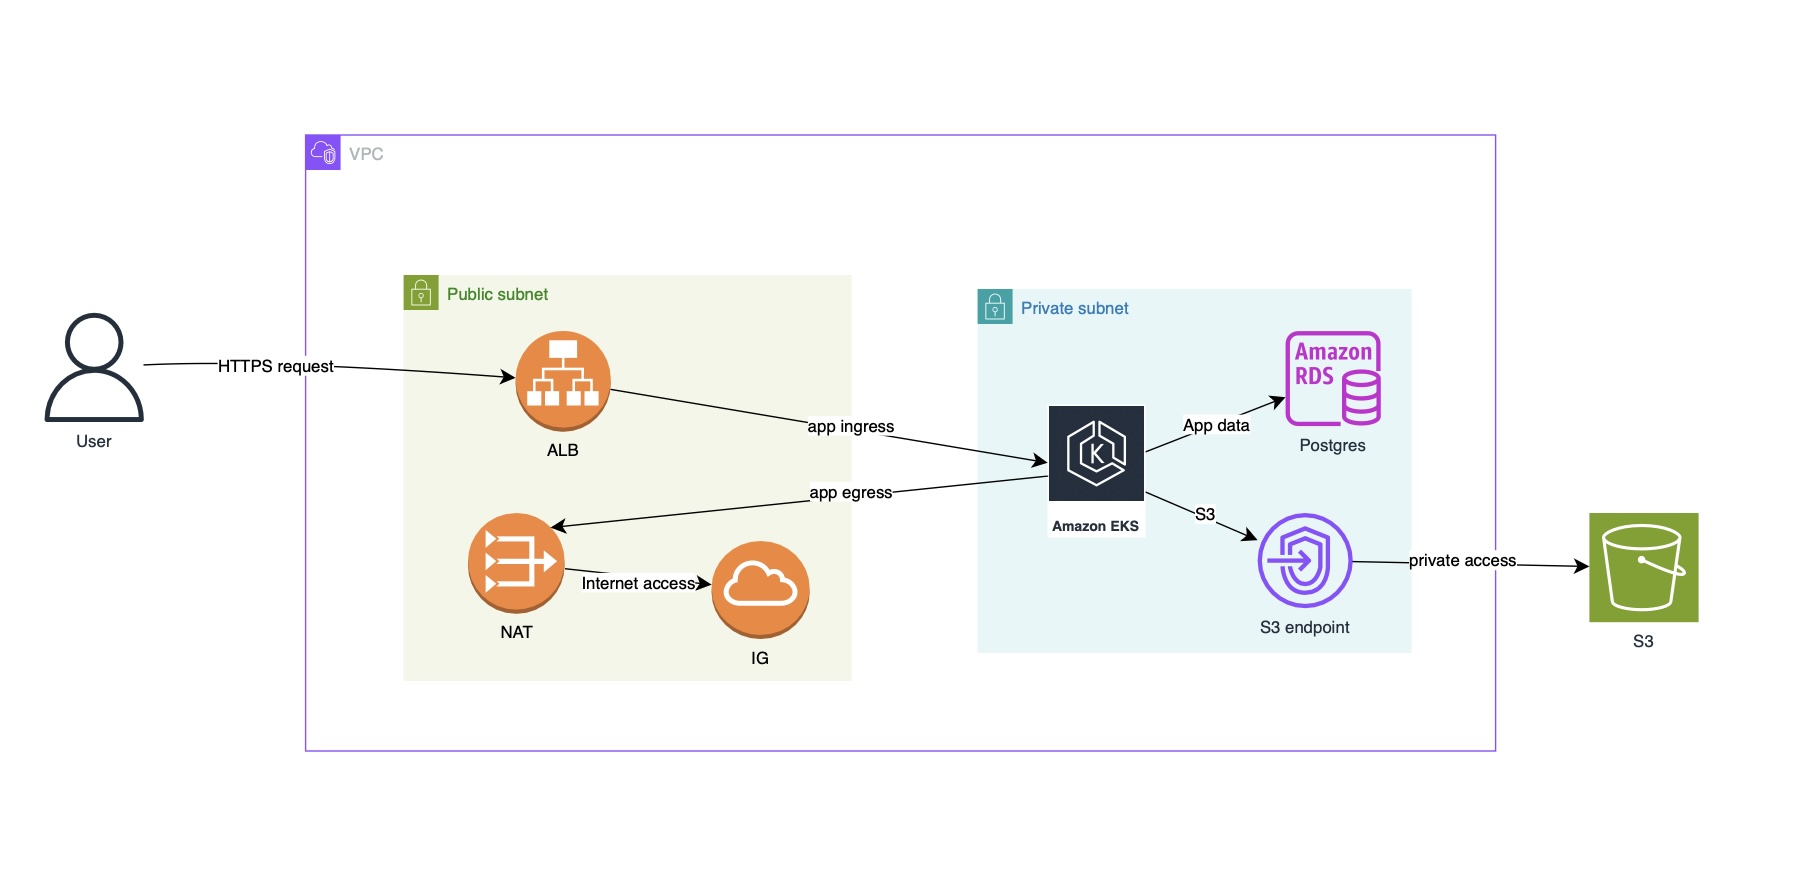 VPC
Public subnet
Private subnet
Amazon
RDS
HTTPS request
app ingress
App data
User
ALB
Postgres
K
app egress
S3
Amazon EKS
Internet access
private access
NAT
S3 endpoint
S3
IG